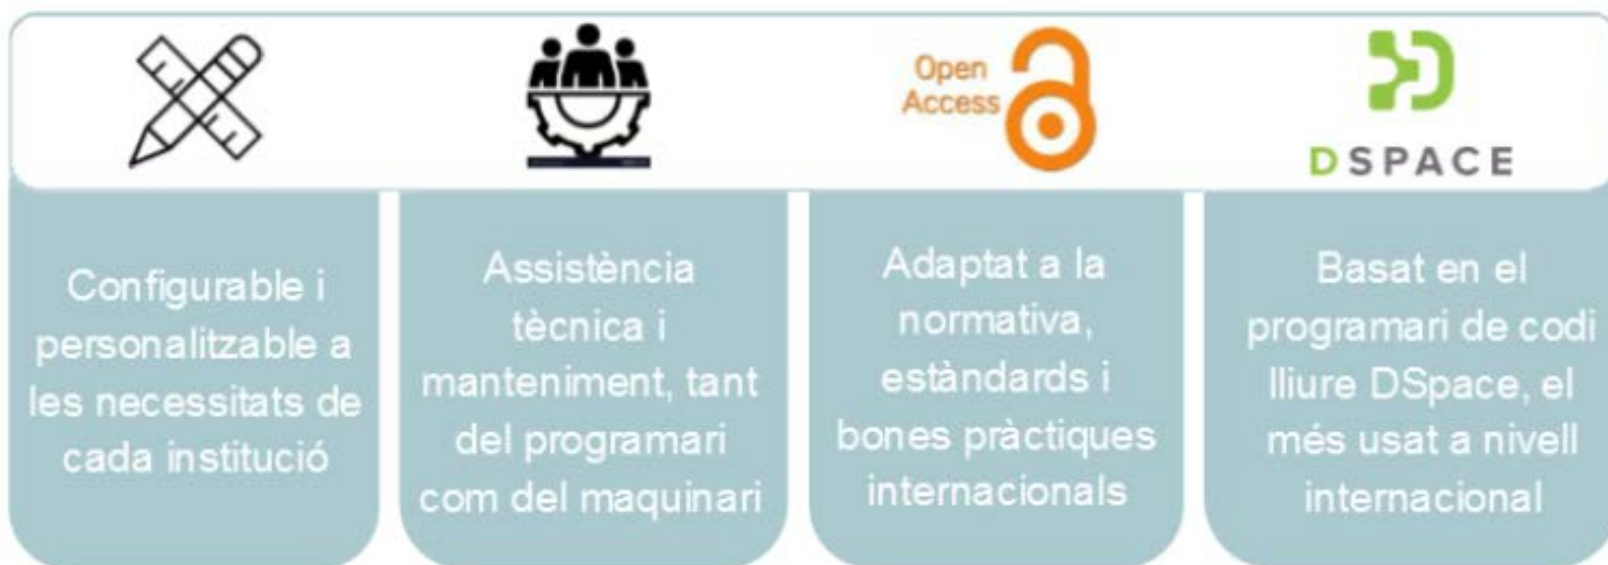 Open
Access
DSPACE
Configurable i
personalitzable a
les necessitats de
cada institució
Assistència
tècnica i
manteniment, tant
del programari
com del maquinari
Adaptat a la
normativa,
estàndards i
bones pràctiques
internacionals
Basat en el
programari de codi
lliure DSpace, el
més usat a nivell
internacional